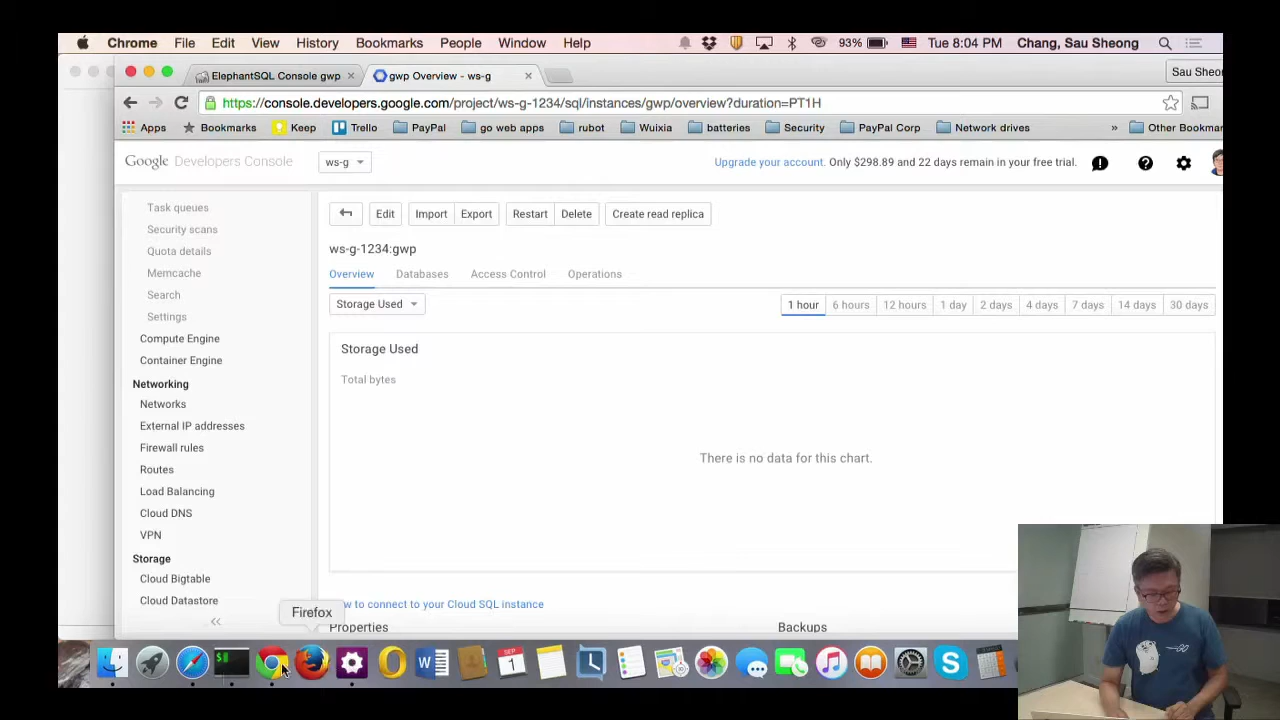 Chrome File Edit View History Bookmarks People Window Help 93% Tue 8:04 PM Chang, Sau Sheong
ElephantSQL Console gwp gwp Overview - ws-g Sau Sheo
https://console.developers.google.com/project/ws-g-1234/sql/instances/gwp/overview?duration=PT1H
Apps Bookmarks Keep Trello PayPal go web apps rubot Wuixia batteries Security PayPal Corp Network drives » Other Bookmar
Google Developers Console ws-g Upgrade your account. Only $298.89 and 22 days remain in your free trial.
Task queues
Security scans
Quota details
Memcache
Search
Settings
Compute Engine
Container Engine
Networking
Networks
External IP addresses
Firewall rules
Routes
Load Balancing
Cloud DNS
VPN
Storage
Cloud Bigtable
Cloud Datastore
Edit Import Export Restart Delete Create read replica
ws-g-1234:gwp
Overview Databases Access Control Operations
Storage Used 1 hour 6 hours 12 hours 1 day 2 days 4 days 7 days 14 days 30 days
Storage Used
Total bytes
There is no data for this chart.
Firefox
w to connect to your Cloud SQL instance
Properties Backups
SEP
1